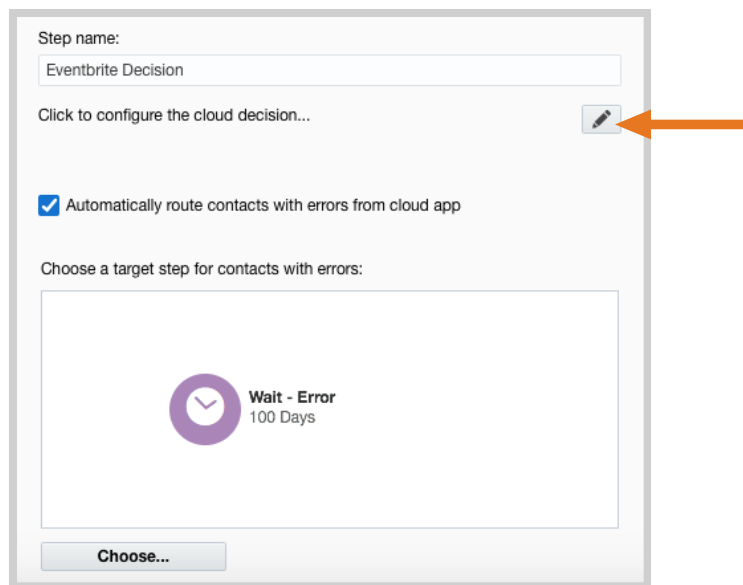 Step name:
Eventbrite Decision
Click to configure the cloud decision...
Automatically route contacts with errors from cloud app
Choose a target step for contacts with errors:
Wait - Error
100 Days
Choose...